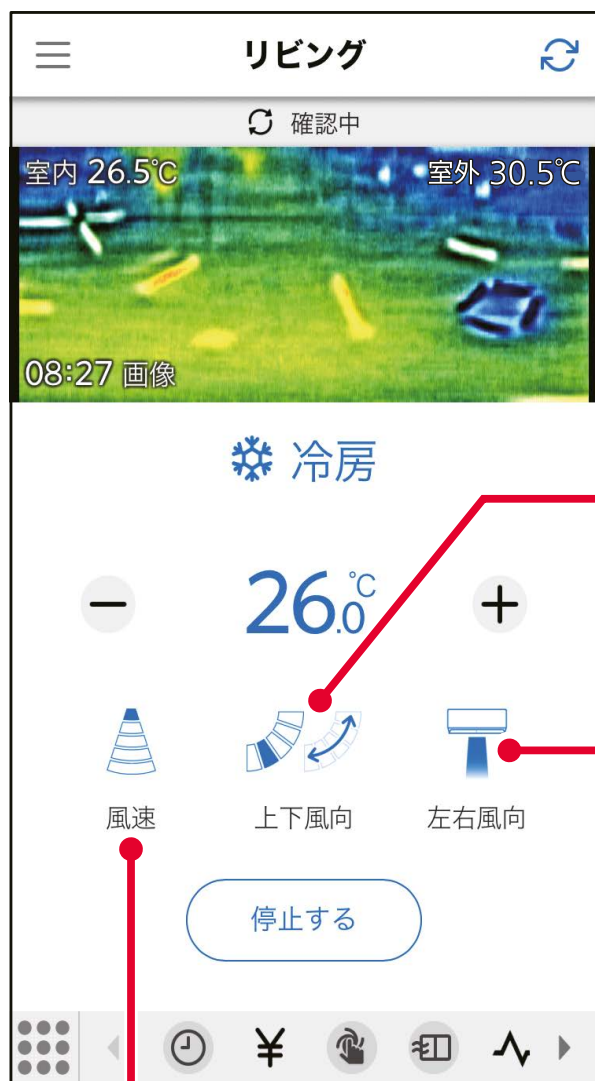 リビング
確認中
室内 26.5℃
室外 30.5℃
08:27 画像
冷房
26.0℃
風速
上下風向
左右風向
停止する
¥